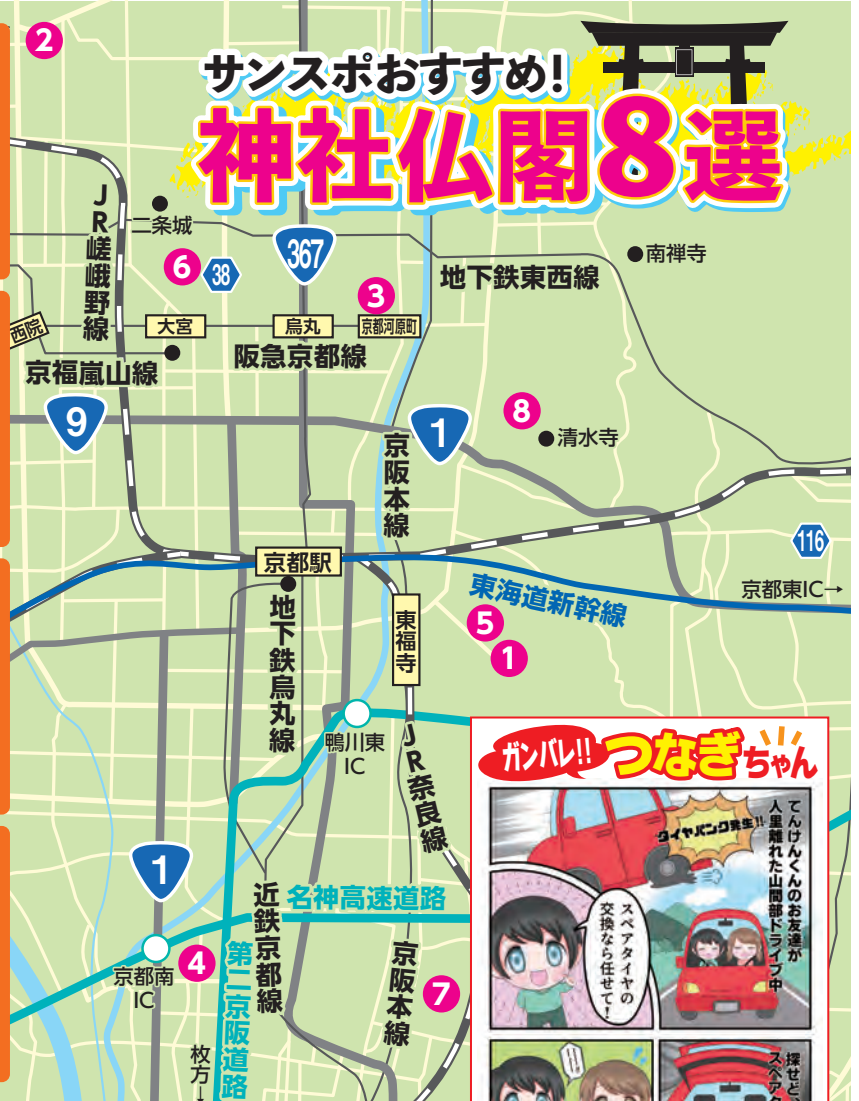 2
サンスポおすすめ!
神社仏閣8選
JR嵯峨野線
二条城
6
38
367
3
地下鉄東西線
南禅寺
西院
大宮
烏丸
京都河原町
阪急京都線
京福嵐山線
9
1
8
清水寺
京阪本線
116
京都駅
京都東IC→
東海道新幹線
地下鉄烏丸線
東福寺
5
1
鴨川東
IC
JR奈良線
1
近鉄京都線
名神高速道路
4
京都南
IC
第二京阪道路
京阪本線
7
枚方↓
ガンバレ!!
つなぎちゃん
てんけんくんのお友達が
人里離れた山間部ドライブ中
タイヤパンク発生!!
スペアタイヤの
交換なら任せて!
探せど、
スペアタ
!!!